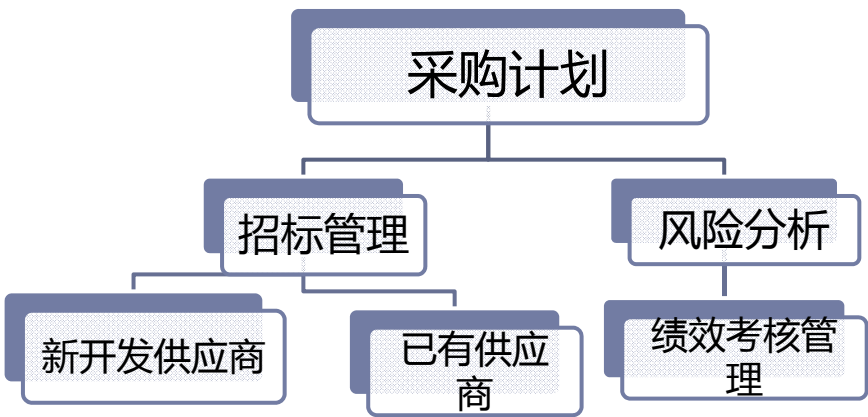 采购计划
招标管理
风险分析
新开发供应商
已有供应
商
绩效考核管
理